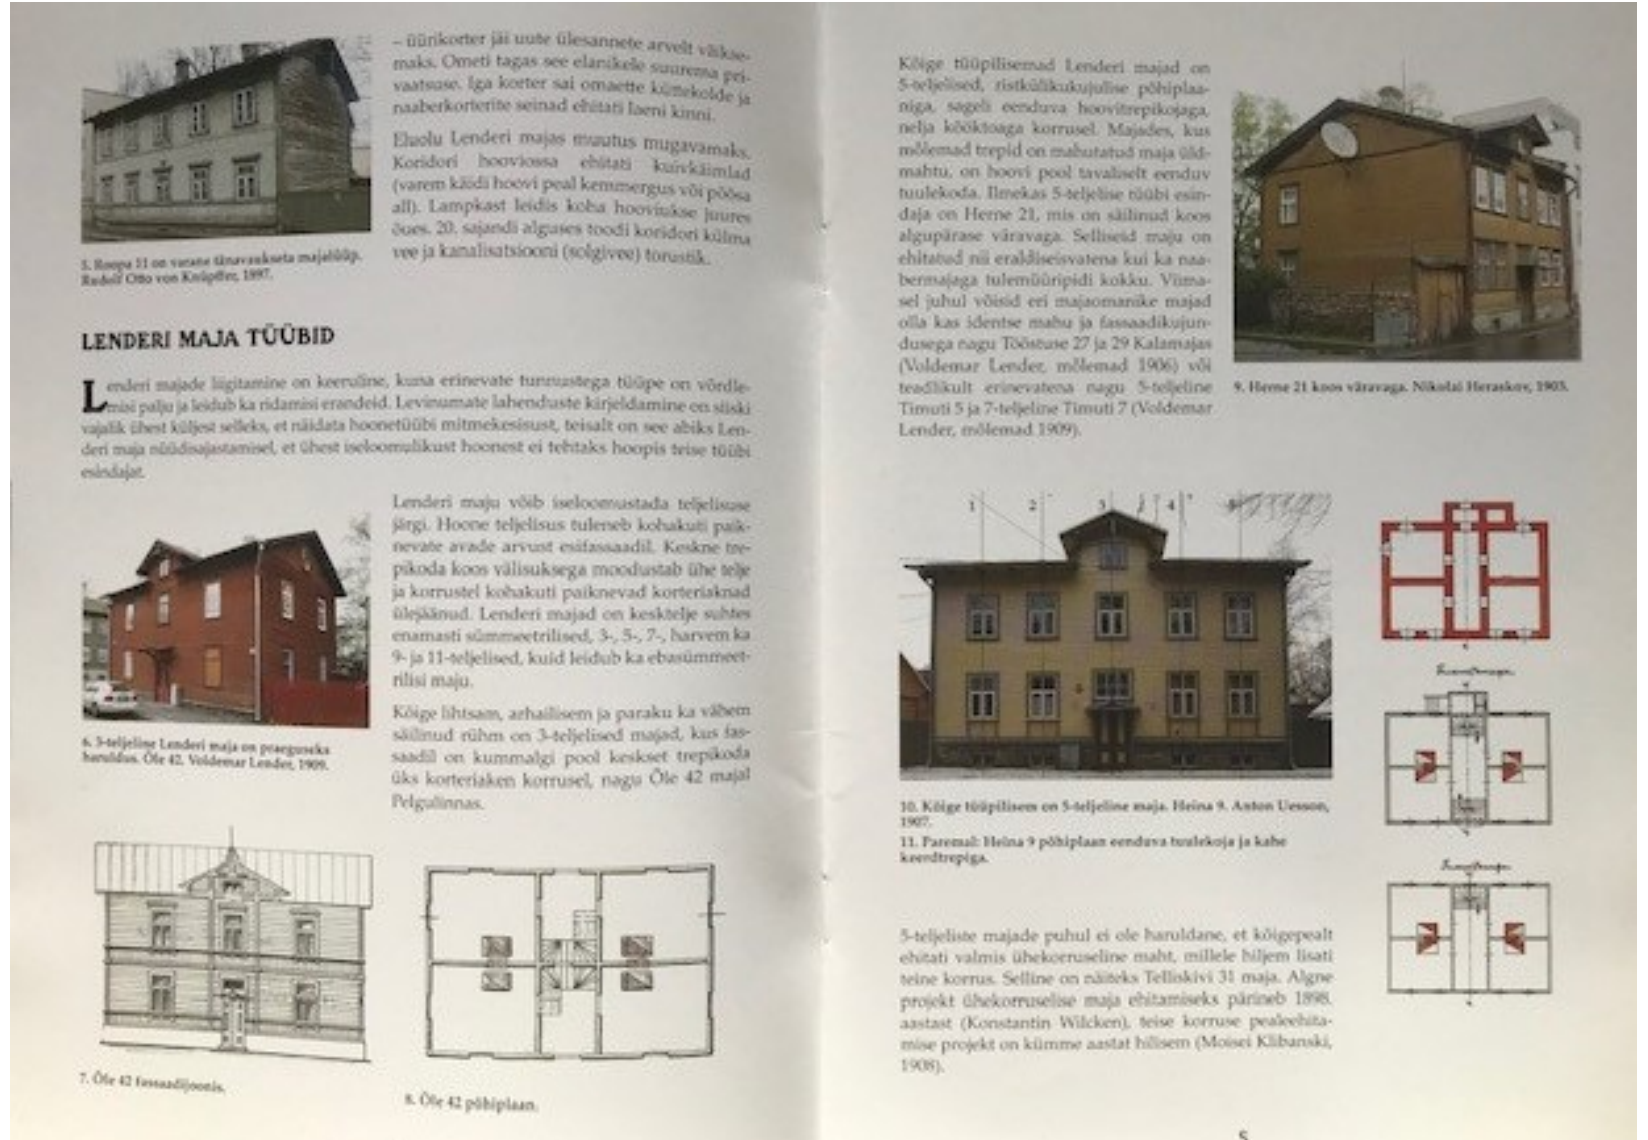 – üürikorter jäi uute ülesannete arvelt väikse-
maks. Ometi tagas see elanikele suurema pri-
vaatsuse. Iga korter sai omaette küttekolde ja
naaberkorterite seinad ehitati laeni kinni.
Eluolu Lenderi majas muutus mugavamaks.
Koridori hooviossa ehitati kuivkäimlad
(varem käidi hoovi peal kemmergus või põõsa
all). Lampkast leidis koha hooviukse juures
õues. 20. sajandi alguses toodi koridori külma
vee ja kanalisatsiooni (solgivee) torustik.
5. Roopa 11 on varane tänavaukseta majatüüp.
Rudolf Otto von Knüpffer, 1897.
LENDERI MAJA TÜÜBID
Lenderi majade liigitamine on keeruline, kuna erinevate tunnustega tüüpe on võrdle-
misi palju ja leidub ka ridamisi erandeid. Levinumate lahenduste kirjeldamine on siiski
vajalik ühest küljest selleks, et näidata hoonetüübi mitmekesisust, teisalt on see abiks Len-
deri maja nüüdisajastamisel, et ühest iseloomulikust hoonest ei tehtaks hoopis teise tüübi
esindajat.
Lenderi maju võib iseloomustada teljelisuse
järgi. Hoone teljelisus tuleneb kohakuti paik-
nevate avade arvust esifassaadil. Keskne tre-
pikoda koos välisuksega moodustab ühe telje
ja korrustel kohakuti paiknevad korteriaknad
ülejäänud. Lenderi majad on kesktelje suhtes
enamasti sümmeetrilised, 3-, 5-, 7-, harvem ka
9- ja 11-teljelised, kuid leidub ka ebasümmeet-
rilisi maju.
Kõige lihtsam, arhailisem ja paraku ka vähem
säilinud rühm on 3-teljelised majad, kus fas-
saadil on kummalgi pool keskset trepikoda
üks korteriaken korrusel, nagu Õle 42 majal
Pelgulinnas.
6. 3-teljeline Lenderi maja on praeguseks
haruldus. Õle 42. Voldemar Lender, 1909.
7. Õle 42 fassaadijoonis.
8. Õle 42 põhiplaan.
Kõige tüüpilisemad Lenderi majad on
5-teljelised, ristkülikukujulise põhiplaa-
niga, sageli eenduva hoovitrepikojaga,
nelja kööktoaga korrusel. Majades, kus
mõlemad trepid on mahutatud maja üld-
mahtu, on hoovi pool tavaliselt eenduv
tuulekoda. Ilmekas 5-teljelise tüübi esin-
daja on Herne 21, mis on säilinud koos
algupärase väravaga. Selliseid maju on
ehitatud nii eraldiseisvatena kui ka naa-
bermajaga tulemüüripidi kokku. Viima-
sel juhul võisid eri majaomanike majad
olla kas identse mahu ja fassaadikujun-
dusega nagu Tööstuse 27 ja 29 Kalamajas
(Voldemar Lender, mõlemad 1906) või
teadlikult erinevatena nagu 5-teljeline
Timuti 5 ja 7-teljeline Timuti 7 (Voldemar
Lender, mõlemad 1909).
9. Herne 21 koos väravaga. Nikolai Heraskov, 1903.
1 2 3 4 5
10. Kõige tüüpilisem on 5-teljeline maja. Heina 9. Anton Uesson,
1907.
11. Paremal: Heina 9 põhiplaan eenduva tuulekoja ja kahe
keerdtrepiga.
5-teljeliste majade puhul ei ole haruldane, et kõigepealt
ehitati valmis ühekorruseline maht, millele hiljem lisati
teine korrus. Selline on näiteks Telliskivi 31 maja. Algne
projekt ühekorruselise maja ehitamiseks pärineb 1898.
aastast (Konstantin Wilcken), teise korruse pealeehita-
mise projekt on kümme aastat hilisem (Moisei Klibanski,
1908).
5